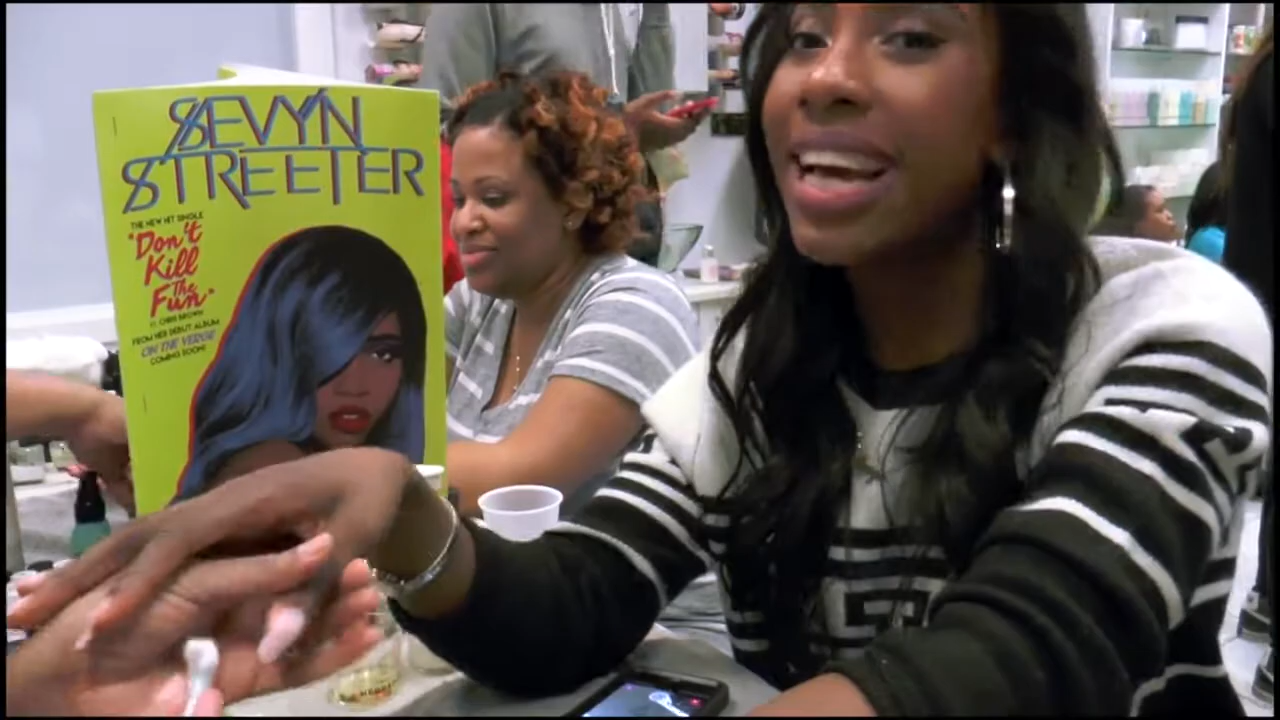 SEVYN
STREETER
THE NEW HIT SINGLE
"Don't
Kill
The
Fun"
FT. CHRIS BROWN
FROM HER DEBUT ALBUM
ON THE VERGE
COMING SOON!